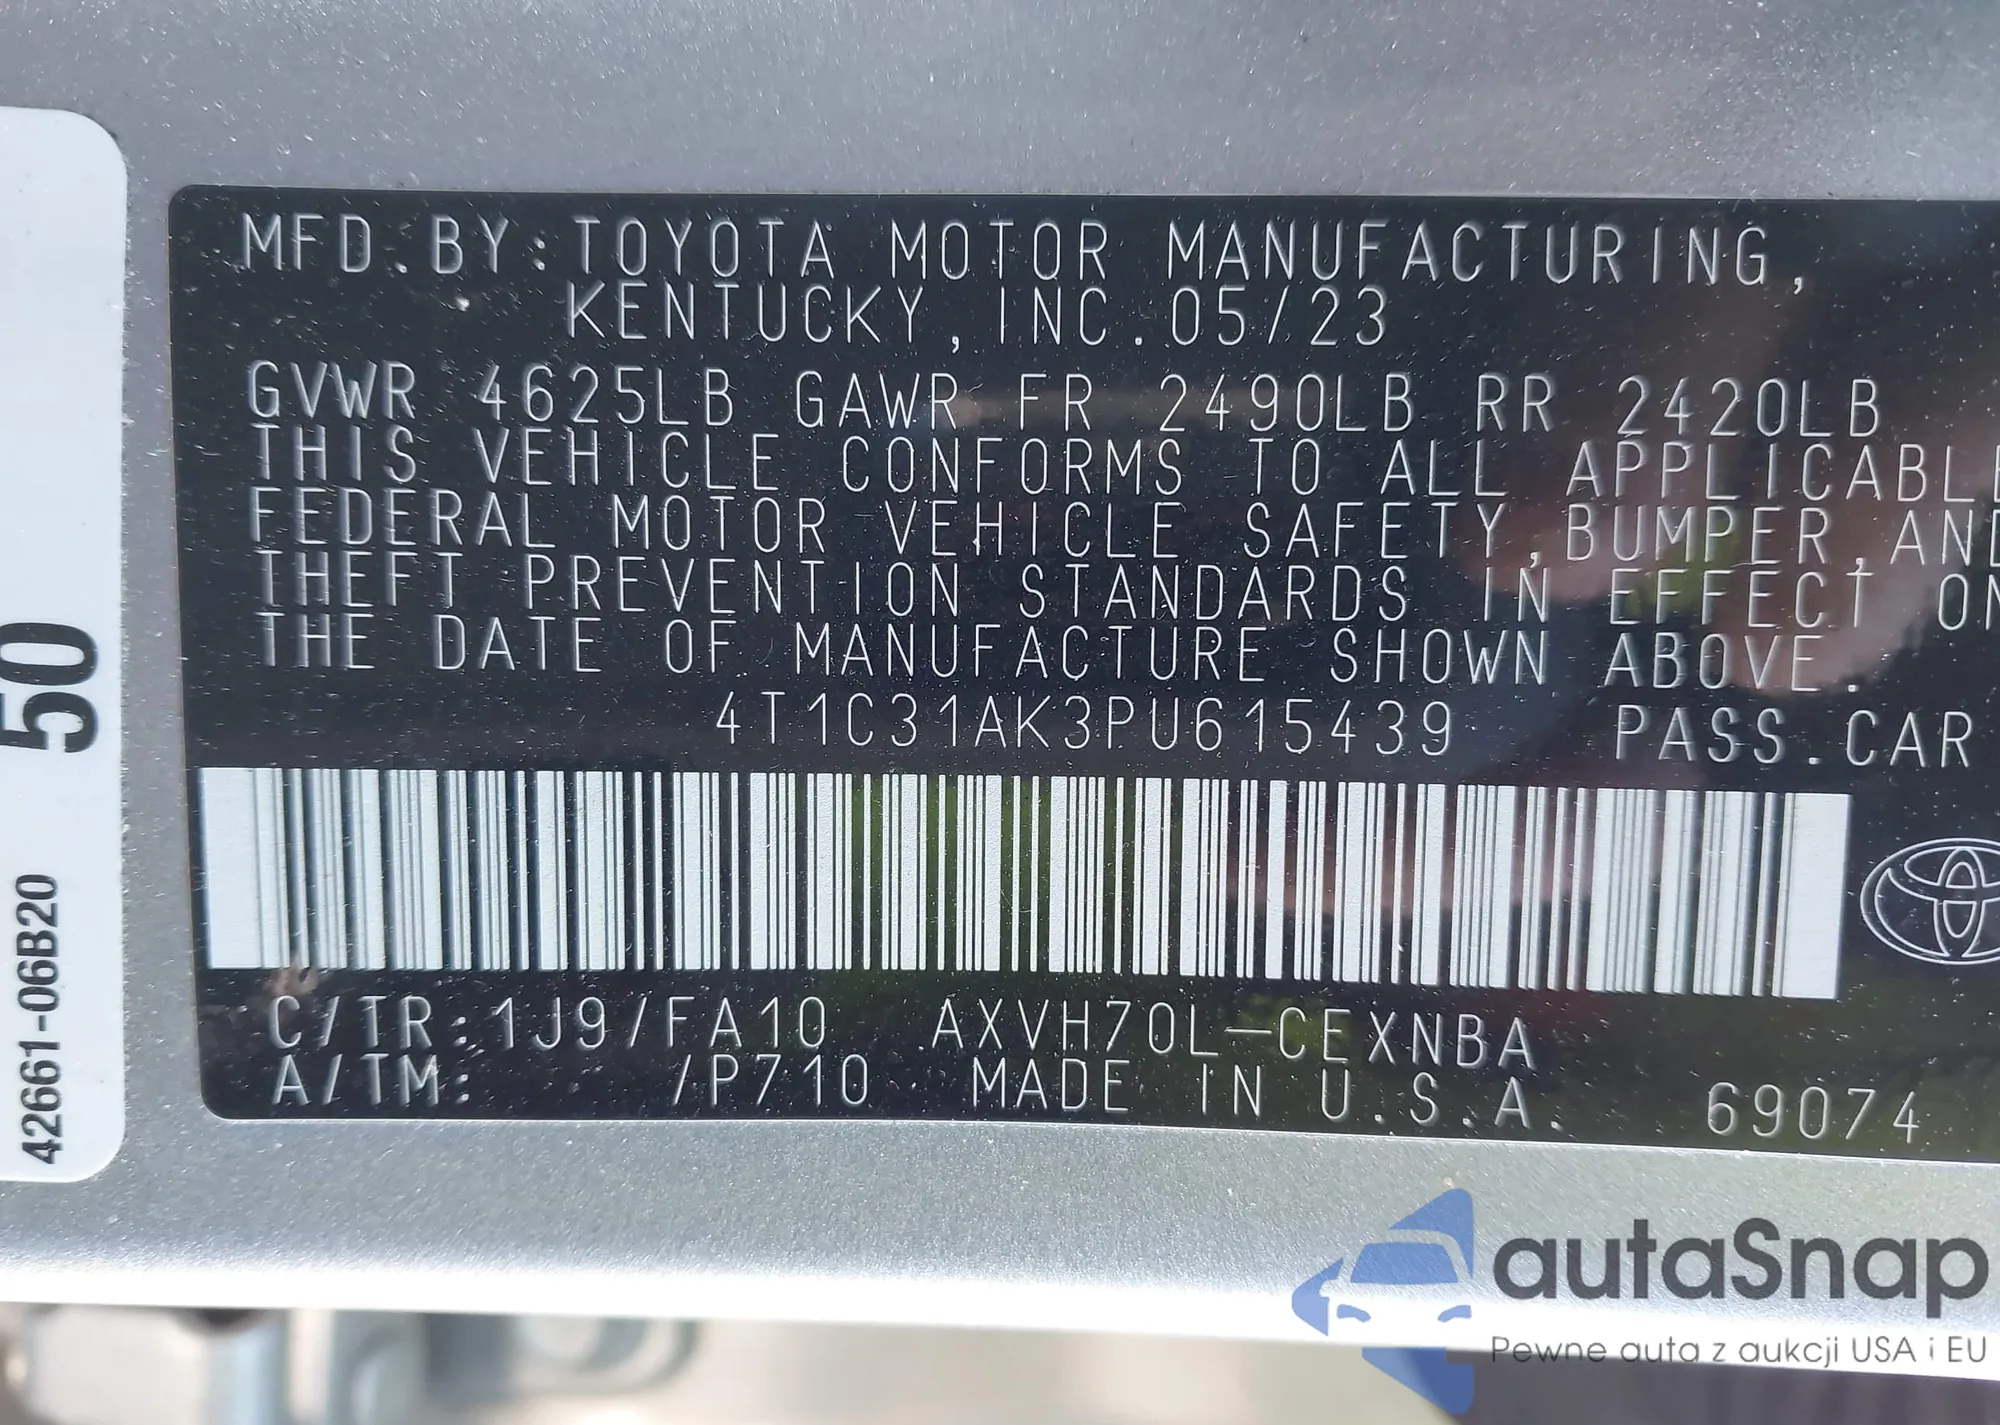 MFD.BY:TOYOTA MOTOR MANUFACTURING,
KENTUCKY,INC.05/23
GVWR 4625LB GAWR FR 2490LB RR 2420LB
THIS VEHICLE CONFORMS TO ALL APPLICABLE
FEDERAL MOTOR VEHICLE SAFETY,BUMPER,AND
THEFT PREVENTION STANDARDS IN EFFECT ON
THE DATE OF MANUFACTURE SHOWN ABOVE.
4T1C31AK3PU615439 PASS.CAR
C/TR:1J9/FA10 AXVH70L-CEXNBA
A/TM: /P710 MADE IN U.S.A. 69074
50
42661-06B20
autaSnap
Pewne auta z aukcji USA i EU